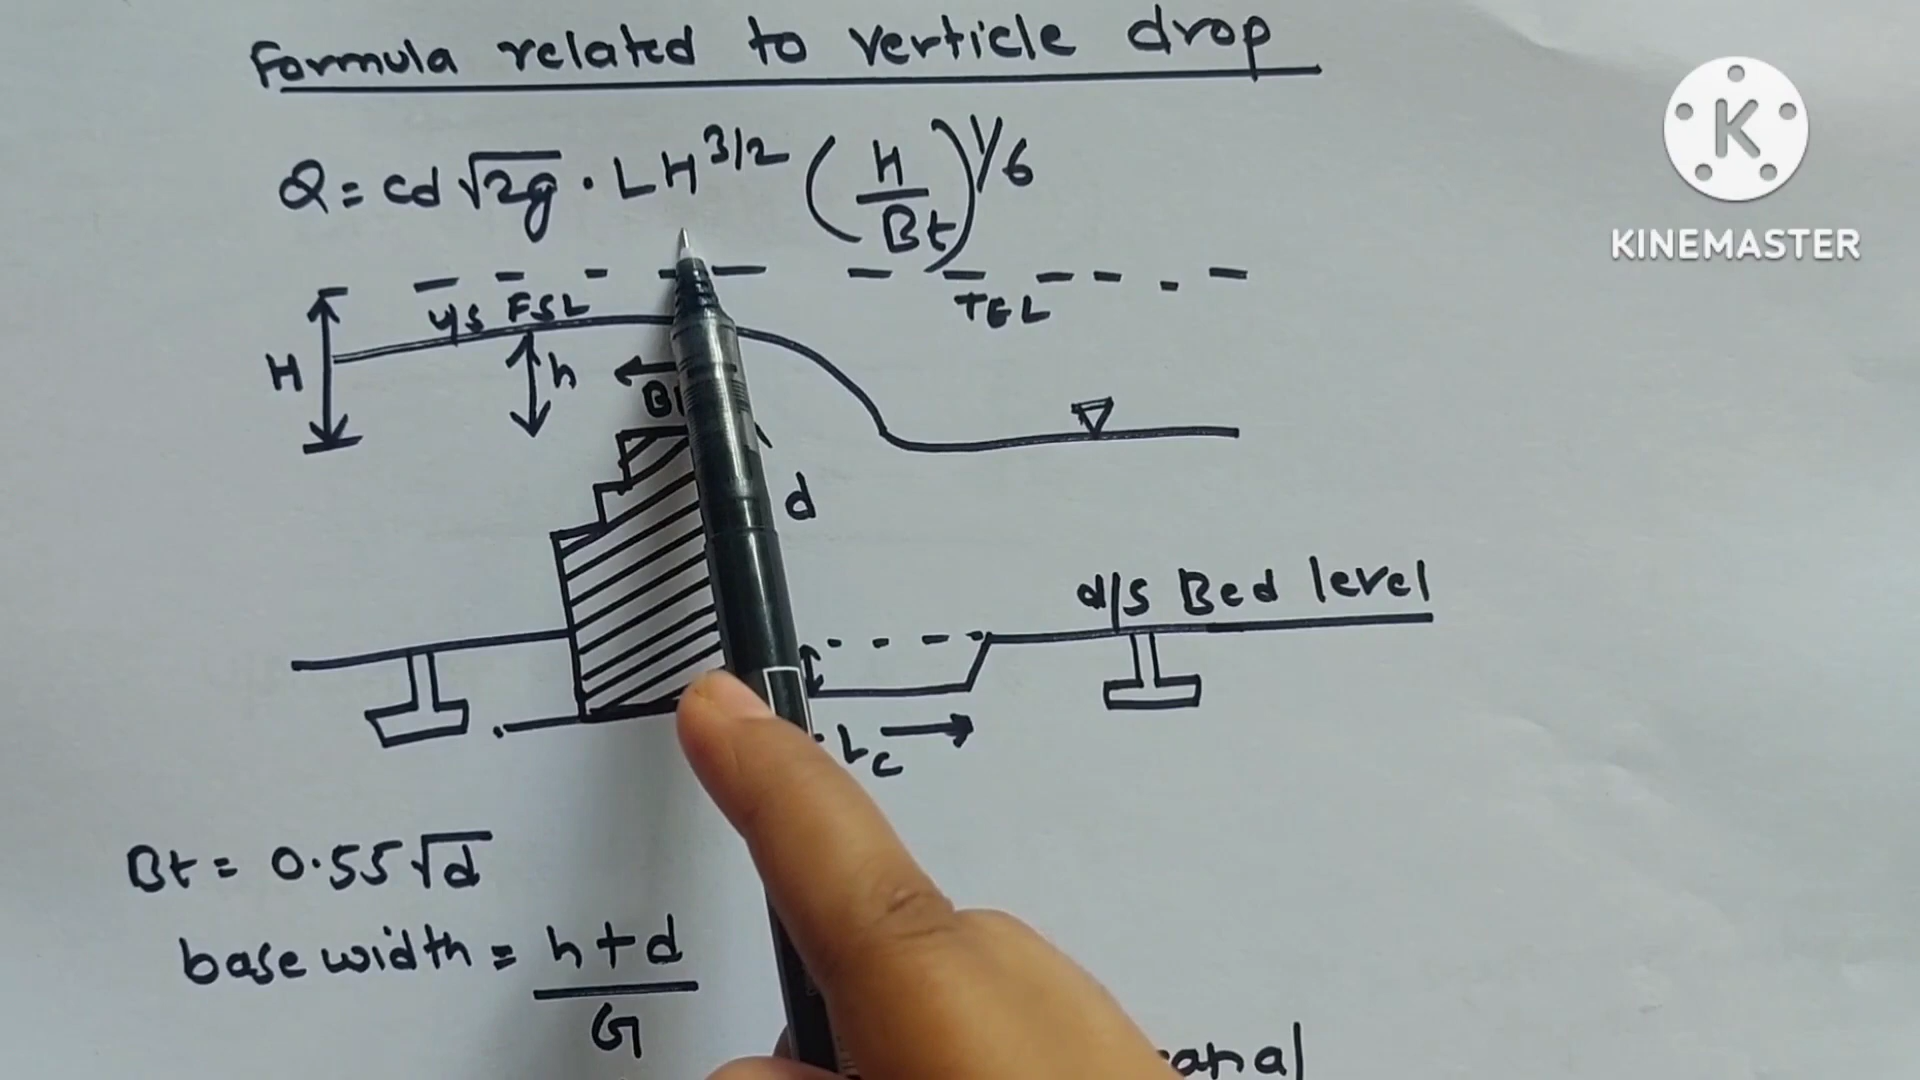 Formula related to verticle drop
Q = cd √2g · LH^3/2 (H/Bt)^1/6
u/s FSL
TEL
H
h
d
d/s Bed level
Lc
Bt = 0.55 √d
base width = h+d/G
K
KINEMASTER